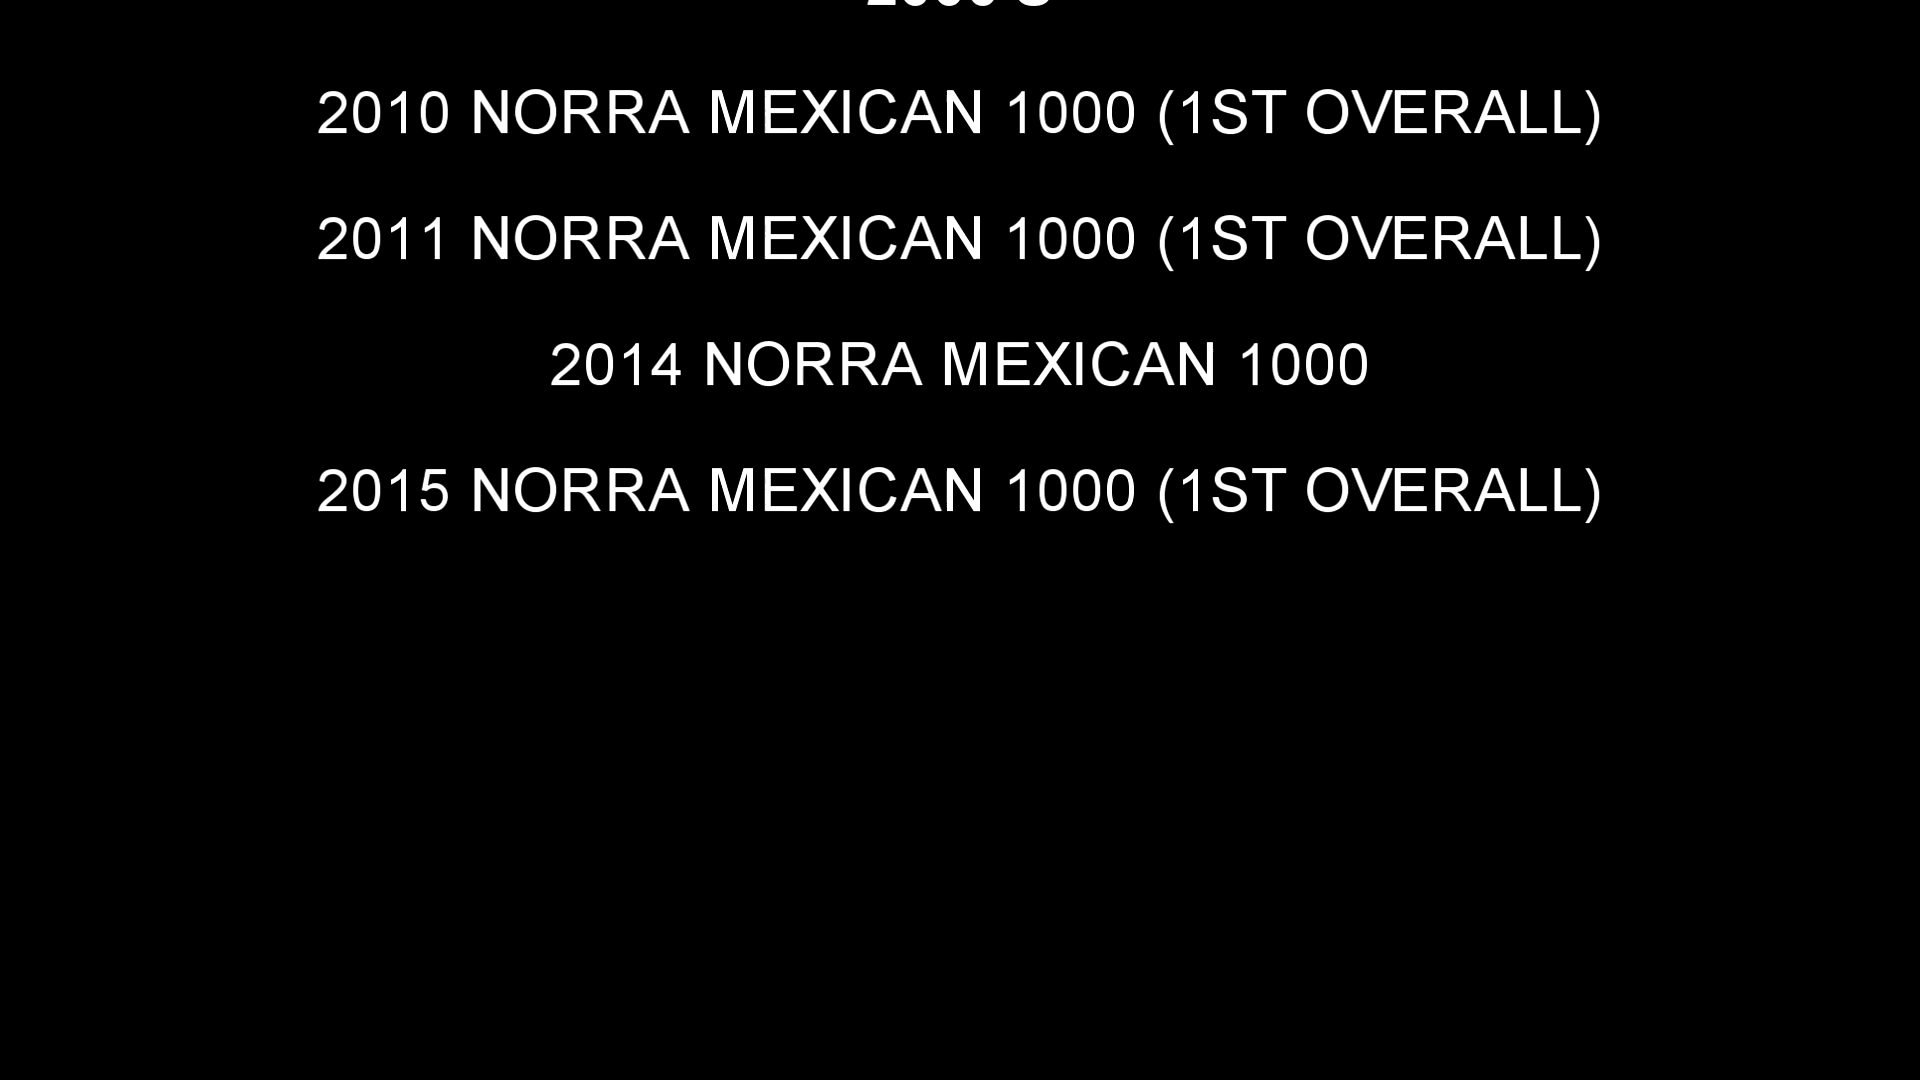 2010 NORRA MEXICAN 1000 (1ST OVERALL)
2011 NORRA MEXICAN 1000 (1ST OVERALL)
2014 NORRA MEXICAN 1000
2015 NORRA MEXICAN 1000 (1ST OVERALL)